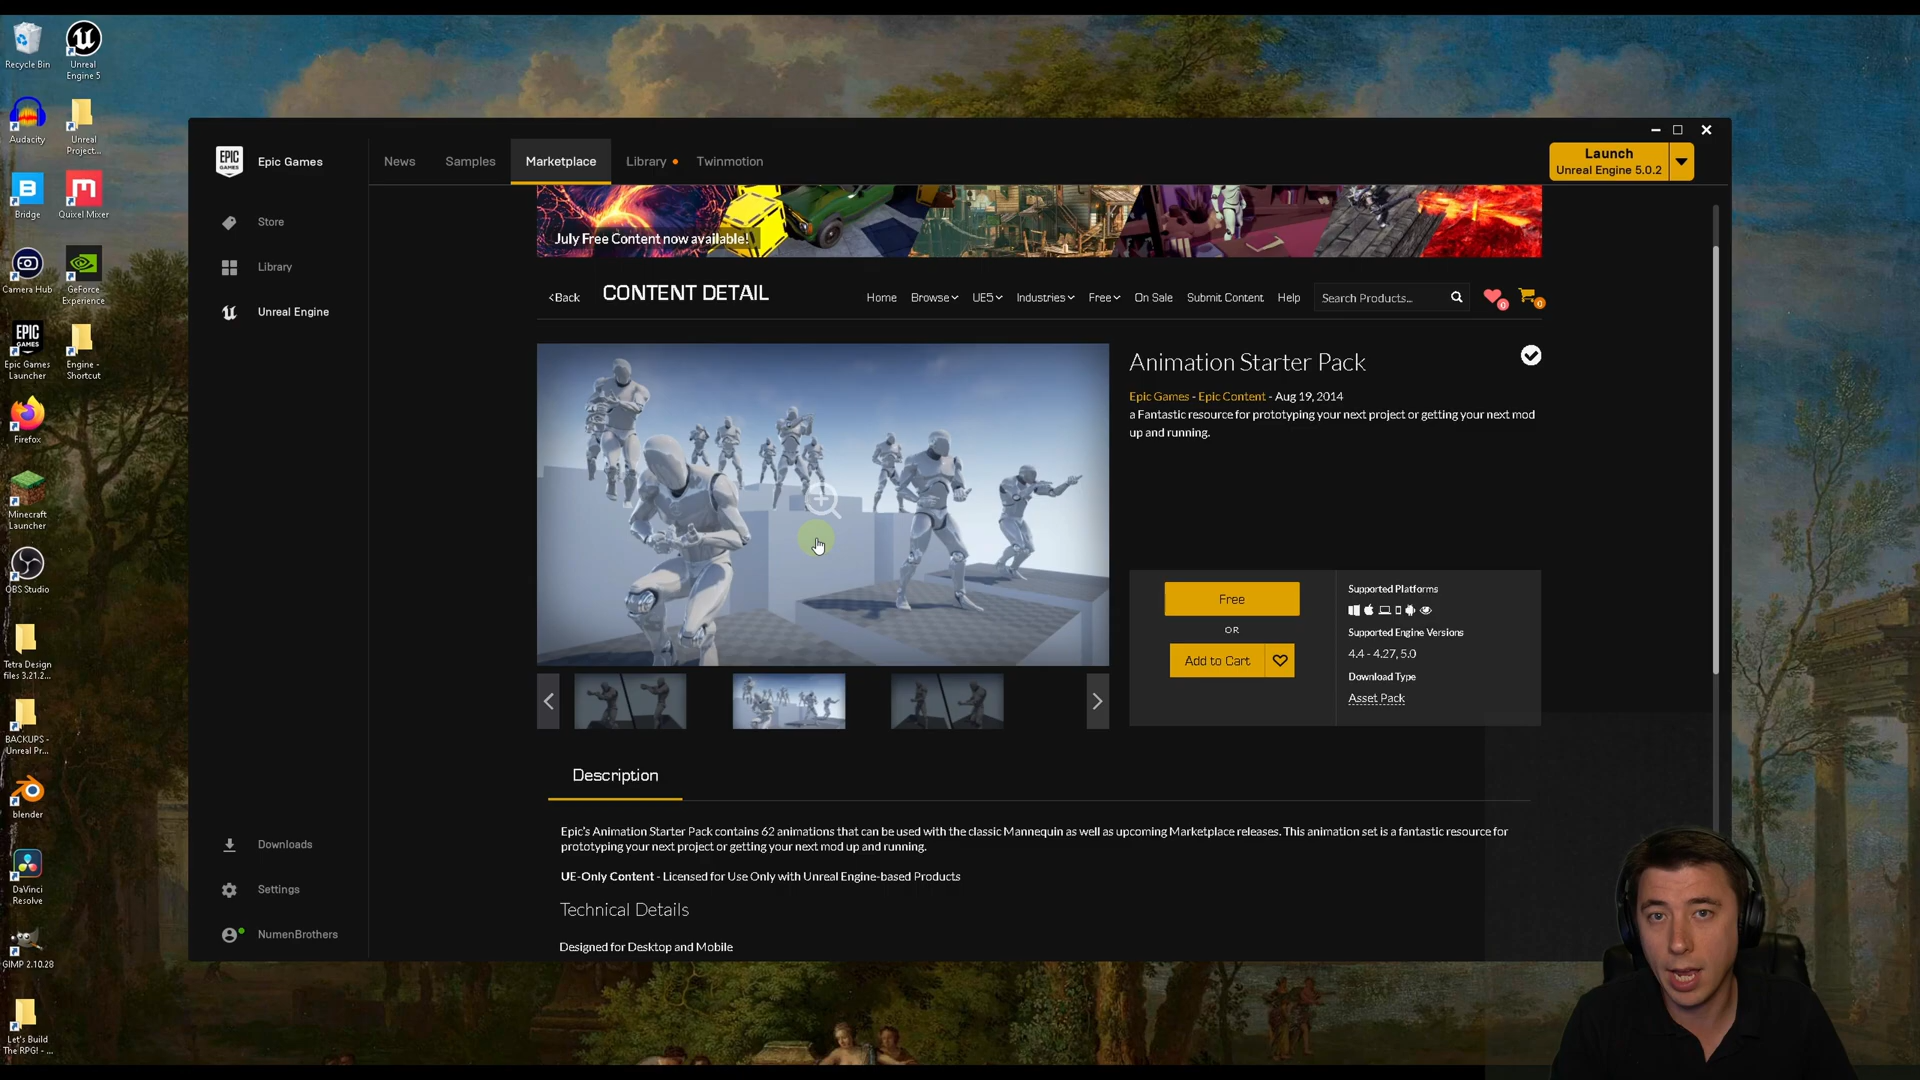 Recycle Bin
Unreal
Engine 5
Audacity
Unreal
Project...
Bridge
Quixel Mixer
Camera Hub
GeForce
Experience
EPIC
GAMES
Epic Games
Launcher
Engine -
Shortcut
Firefox
Minecraft
Launcher
OBS Studio
Tetra Design
files 3.21.2...
BACKUPS -
Unreal Pr...
blender
DaVinci
Resolve
GIMP 2.10.28
Let's Build
The RPG! - ...
EPIC
GAMES
Epic Games
Store
Library
Unreal Engine
Downloads
Settings
NumenBrothers
News
Samples
Marketplace
Library
Twinmotion
Launch
Unreal Engine 5.0.2
July Free Content now available!
<Back
CONTENT DETAIL
Home
Browse
UE5
Industries
Free
On Sale
Submit Content
Help
Search Products...
0
0
Animation Starter Pack
Epic Games - Epic Content - Aug 19, 2014
a Fantastic resource for prototyping your next project or getting your next mod
up and running.
Free
OR
Add to Cart
Supported Platforms
Supported Engine Versions
4.4 - 4.27, 5.0
Download Type
Asset Pack
Description
Epic's Animation Starter Pack contains 62 animations that can be used with the classic Mannequin as well as upcoming Marketplace releases. This animation set is a fantastic resource for
prototyping your next project or getting your next mod up and running.
UE-Only Content - Licensed for Use Only with Unreal Engine-based Products
Technical Details
Designed for Desktop and Mobile